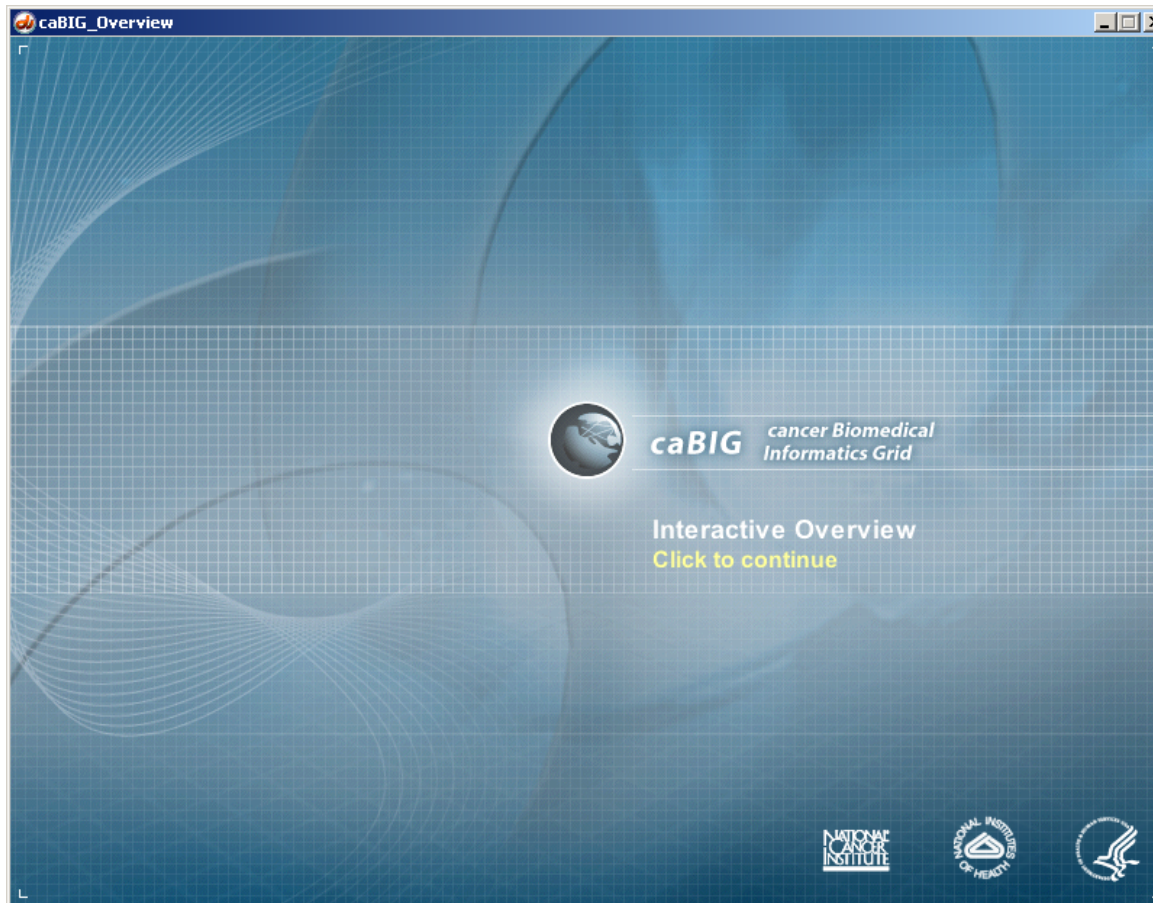 caBIG_Overview
caBIG
cancer Biomedical
Informatics Grid
Interactive Overview
Click to continue
NATIONAL
CANCER
INSTITUTE
NATIONAL INSTITUTES
OF HEALTH